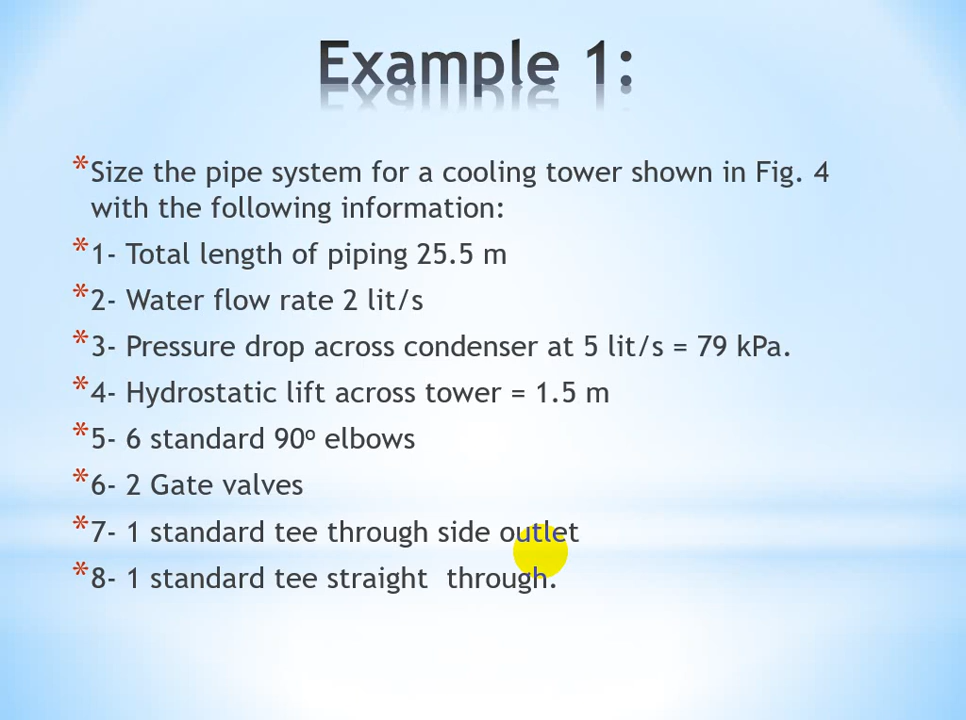 Example 1:
*Size the pipe system for a cooling tower shown in Fig. 4
with the following information:
*1- Total length of piping 25.5 m
*2- Water flow rate 2 lit/s
*3- Pressure drop across condenser at 5 lit/s = 79 kPa.
*4- Hydrostatic lift across tower = 1.5 m
*5- 6 standard 90º elbows
*6- 2 Gate valves
*7- 1 standard tee through side outlet
*8- 1 standard tee straight  through.